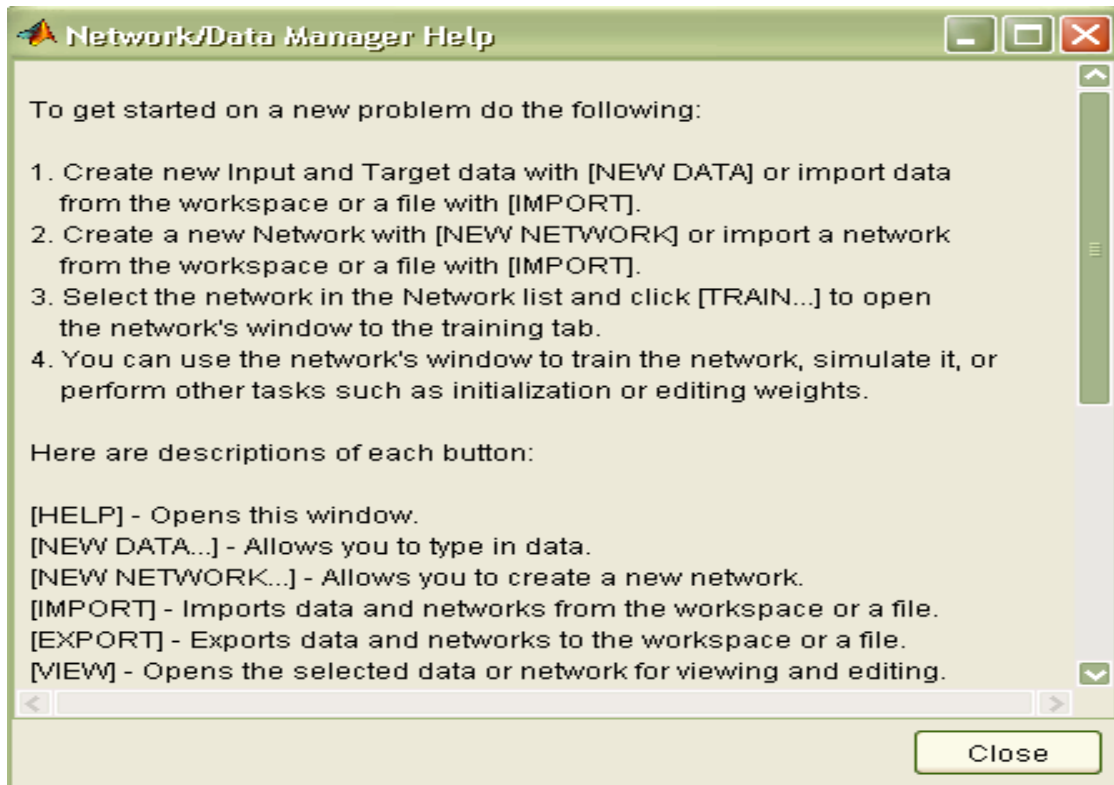 Network/Data Manager Help
To get started on a new problem do the following:
1. Create new Input and Target data with [NEW DATA] or import data
from the workspace or a file with [IMPORT].
2. Create a new Network with [NEW NETWORK] or import a network
from the workspace or a file with [IMPORT].
3. Select the network in the Network list and click [TRAIN...] to open
the network's window to the training tab.
4. You can use the network's window to train the network, simulate it, or
perform other tasks such as initialization or editing weights.
Here are descriptions of each button:
[HELP] - Opens this window.
[NEW DATA...] - Allows you to type in data.
[NEW NETWORK...] - Allows you to create a new network.
[IMPORT] - Imports data and networks from the workspace or a file.
[EXPORT] - Exports data and networks to the workspace or a file.
[VIEW] - Opens the selected data or network for viewing and editing.
Close